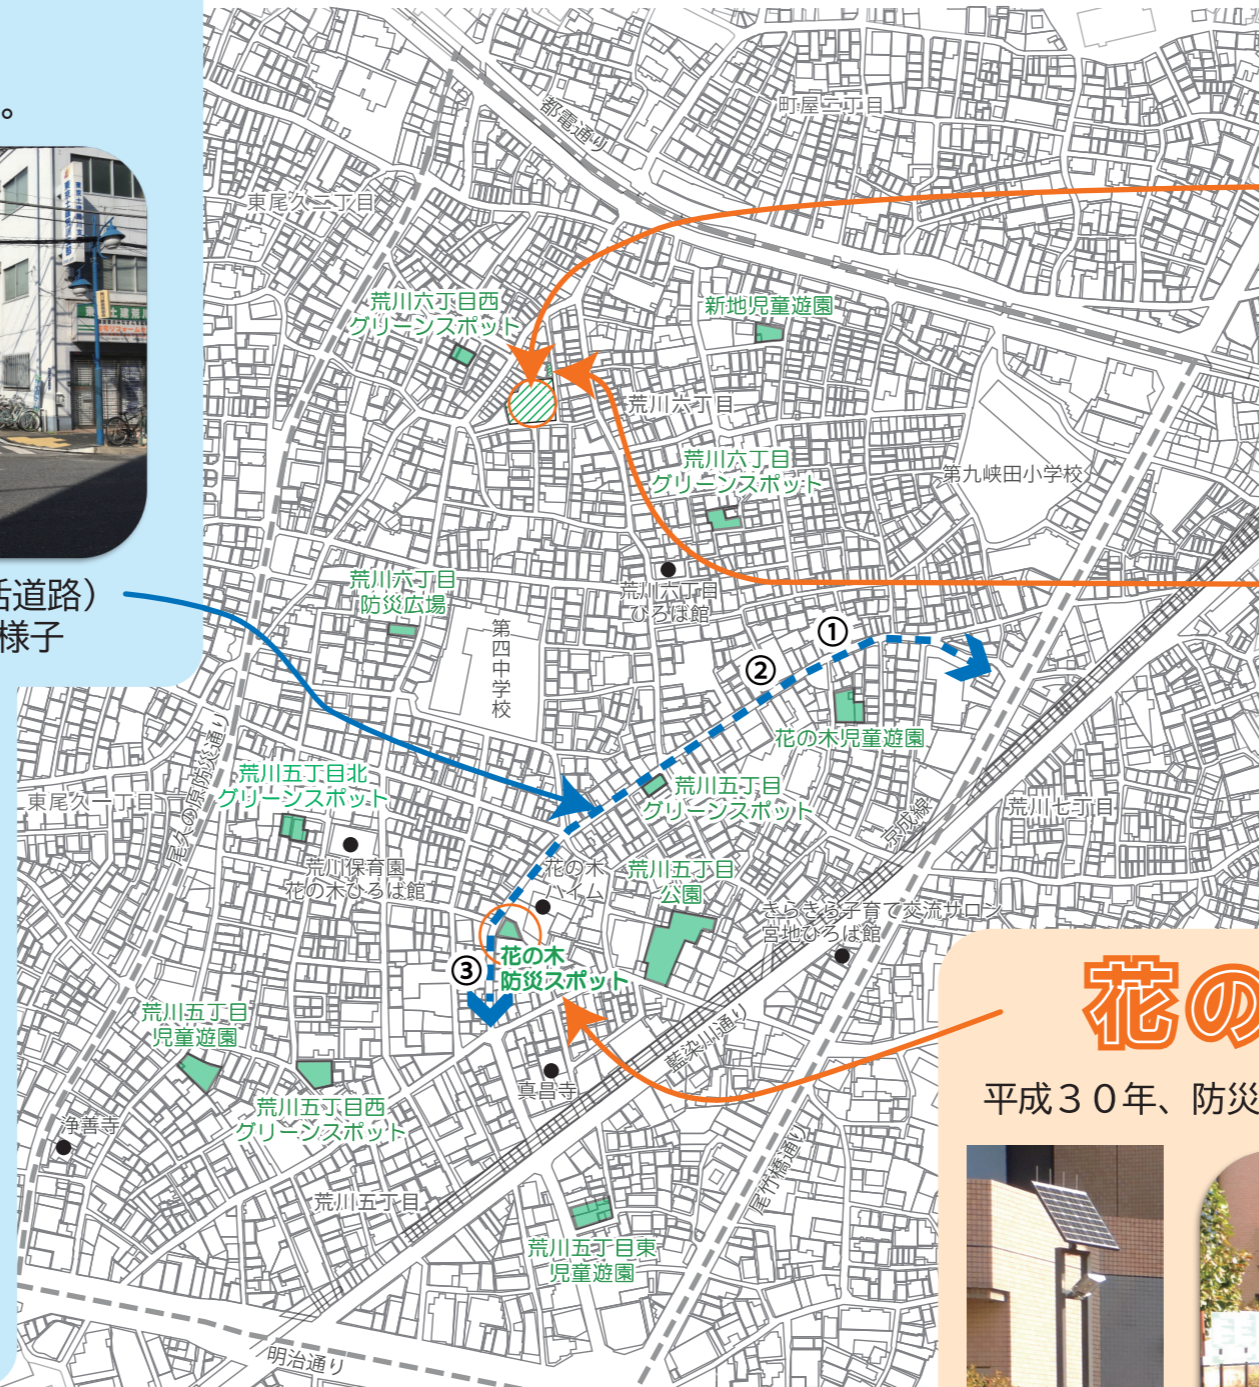 。
活道路）
様子
都電通り
町屋二丁目
東尾久二丁目
荒川六丁目西
グリーンスポット
新地児童遊園
荒川六丁目
荒川六丁目
グリーンスポット
第九峡田小学校
荒川六丁目
防災広場
第四中学校
荒川六丁目
ひろば館
①
②
花の木児童遊園
尾久の原防災通り
東尾久一丁目
荒川五丁目北
グリーンスポット
荒川五丁目
グリーンスポット
荒川七丁目
京成線
荒川保育園
花の木ひろば館
花の木
ハイム
荒川五丁目
公園
きらきら子育て交流サロン
宮地ひろば館
③
花の木
防災スポット
荒川五丁目
児童遊園
藍染川通り
真昌寺
荒川五丁目西
グリーンスポット
浄善寺
尾竹橋通り
荒川五丁目
荒川五丁目東
児童遊園
明治通り
花の
平成３０年、防災